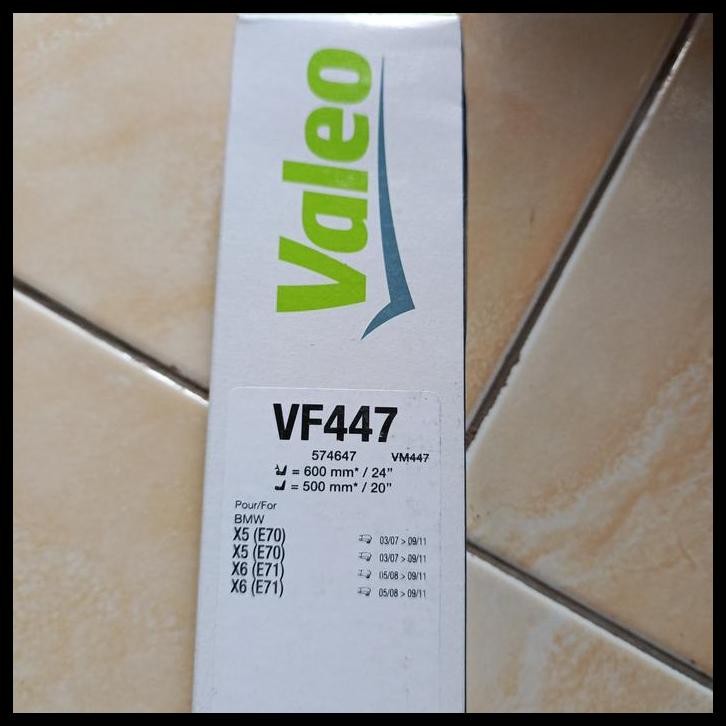 Valeo
VF447
574647 VM447
= 600 mm* / 24"
= 500 mm* / 20"
Pour/For
BMW
X5 (E70) 03/07 > 09/11
X5 (E70) 03/07 > 09/11
X6 (E71) 05/08 > 09/11
X6 (E71) 05/08 > 09/11